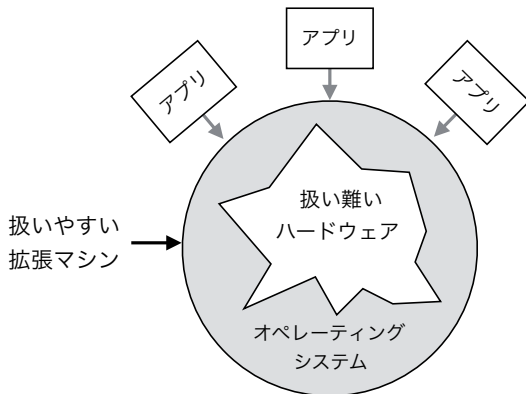 アプリ
アプリ
アプリ
扱い難い
ハードウェア
扱いやすい
拡張マシン
オペレーティング
システム